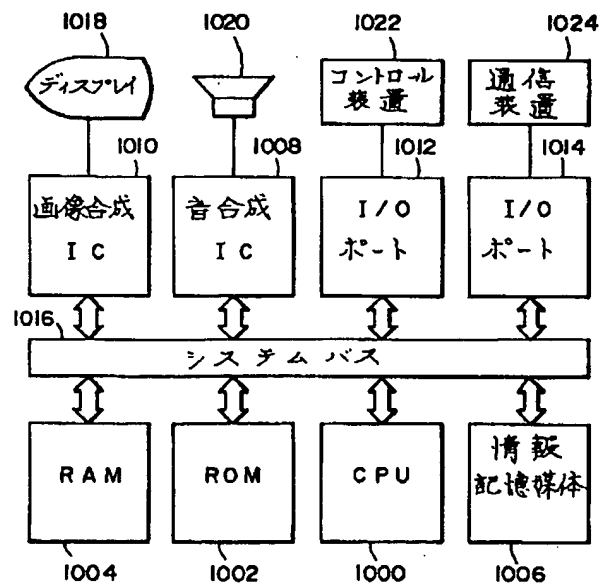 1018
1020
1022
1024
ディスプレイ
コントロール
装置
通信
装置
1010
1008
1012
1014
画像合成
IC
音合成
IC
I/O
ポート
I/O
ポート
1016
システムバス
RAM
ROM
CPU
情報
記憶媒体
1004
1002
1000
1006